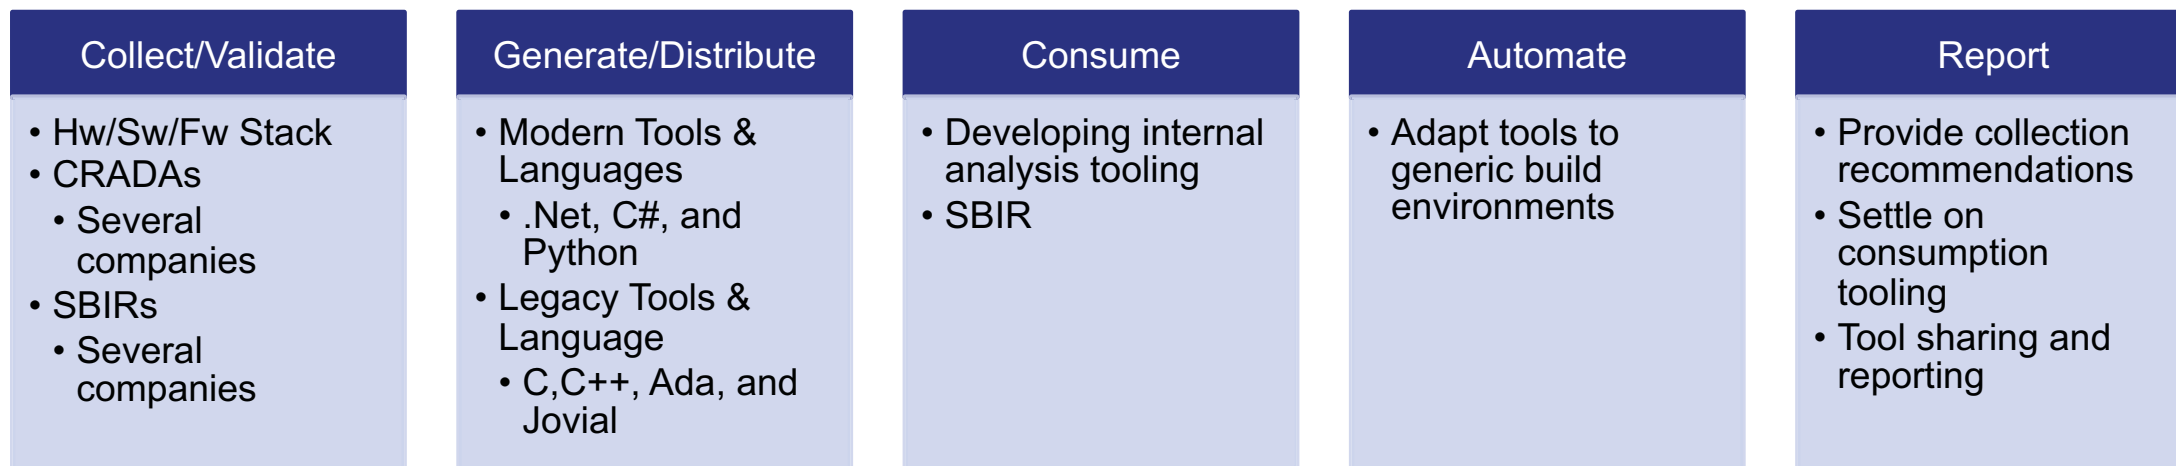 Collect/Validate
• Hw/Sw/Fw Stack
• CRADAs
• Several
companies
• SBIRs
• Several
companies
Generate/Distribute
• Modern Tools &
Languages
• .Net, C#, and
Python
• Legacy Tools &
Language
• C,C++, Ada, and
Jovial
Consume
• Developing internal
analysis tooling
• SBIR
Automate
• Adapt tools to
generic build
environments
Report
• Provide collection
recommendations
• Settle on
consumption
tooling
• Tool sharing and
reporting